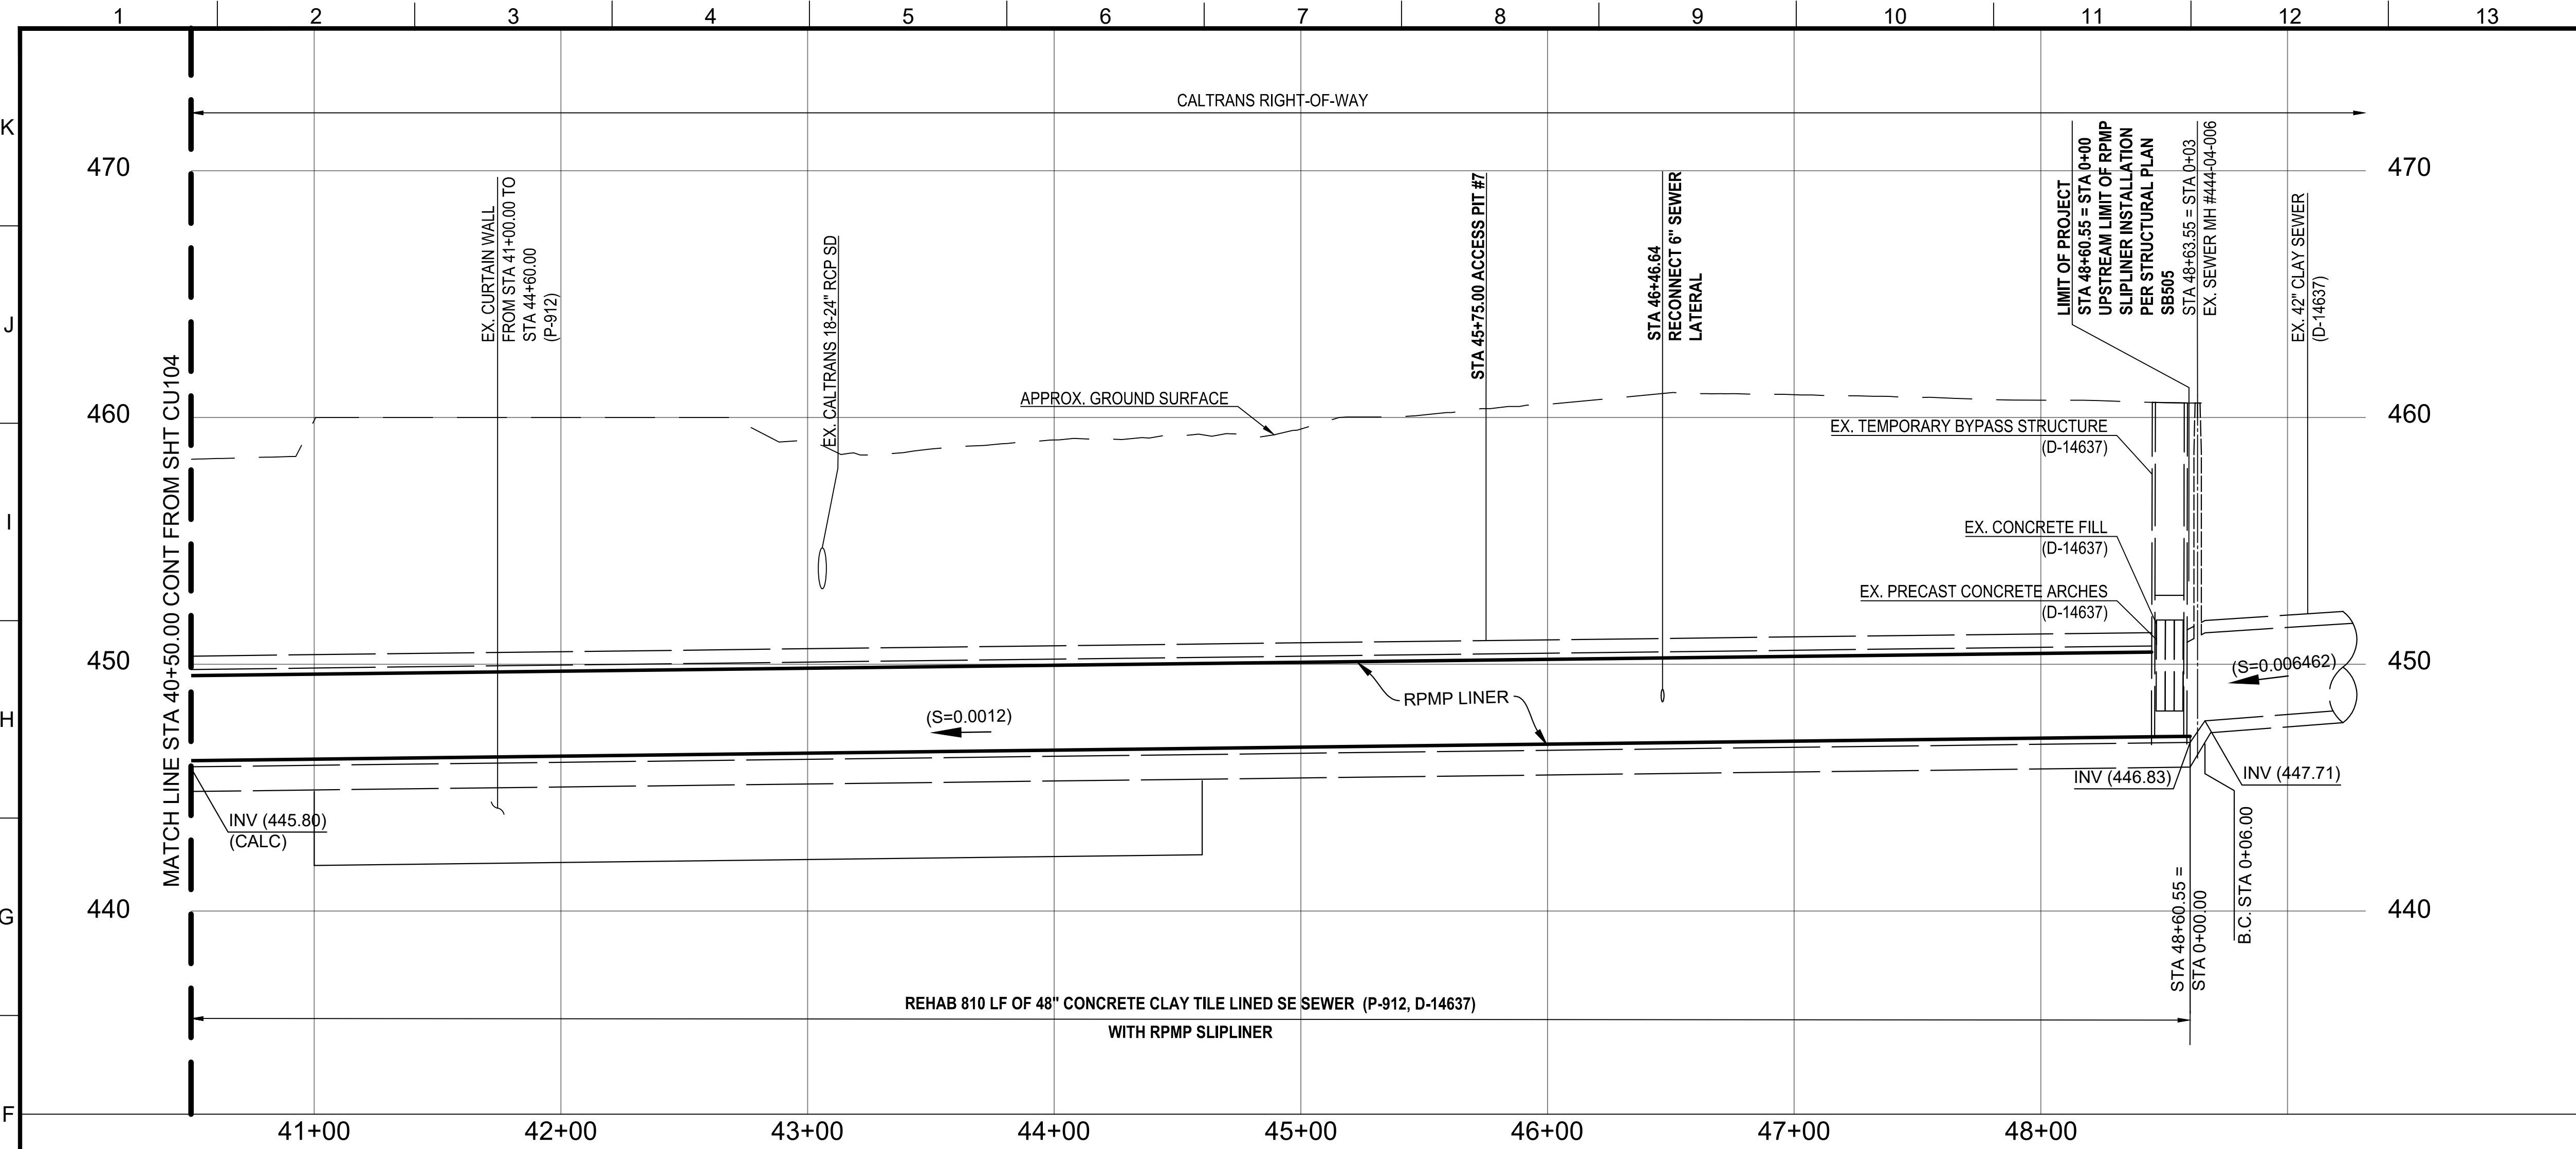 1 2 3 4 5 6 7 8 9 10 11 12 13
K
J
I
H
G
F
CALTRANS RIGHT-OF-WAY
470
460
450
440
470
460
450
440
MATCH LINE STA 40+50.00 CONT FROM SHT CU104
EX. CURTAIN WALL
FROM STA 41+00.00 TO
STA 44+60.00
(P-912)
EX. CALTRANS 18-24" RCP SD
APPROX. GROUND SURFACE
STA 45+75.00 ACCESS PIT #7
STA 46+46.64
RECONNECT 6" SEWER
LATERAL
LIMIT OF PROJECT
STA 48+60.55 = STA 0+00
UPSTREAM LIMIT OF RPMP
SLIPLINER INSTALLATION
PER STRUCTURAL PLAN
SB505
STA 48+63.55 = STA 0+03
EX. SEWER MH #444-04-006
EX. 42" CLAY SEWER
(D-14637)
EX. TEMPORARY BYPASS STRUCTURE
(D-14637)
EX. CONCRETE FILL
(D-14637)
EX. PRECAST CONCRETE ARCHES
(D-14637)
(S=0.006462)
RPMP LINER
(S=0.0012)
INV (445.80)
(CALC)
INV (446.83)
INV (447.71)
B.C. STA 0+06.00
STA 48+60.55 =
STA 0+00.00
REHAB 810 LF OF 48" CONCRETE CLAY TILE LINED SE SEWER (P-912, D-14637)
WITH RPMP SLIPLINER
41+00 42+00 43+00 44+00 45+00 46+00 47+00 48+00